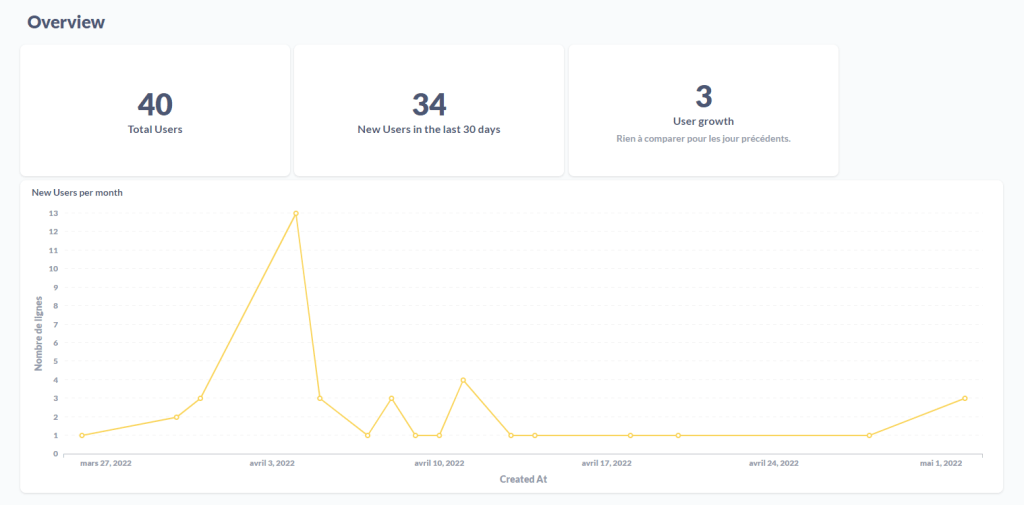 Overview
40
Total Users
34
New Users in the last 30 days
3
User growth
Rien à comparer pour les jour précédents.
New Users per month
13
12
11
10
9
8
7
6
5
4
3
2
1
0
Nombre de lignes
mars 27, 2022 avril 3, 2022 avril 10, 2022 avril 17, 2022 avril 24, 2022 mai 1, 2022
Created At